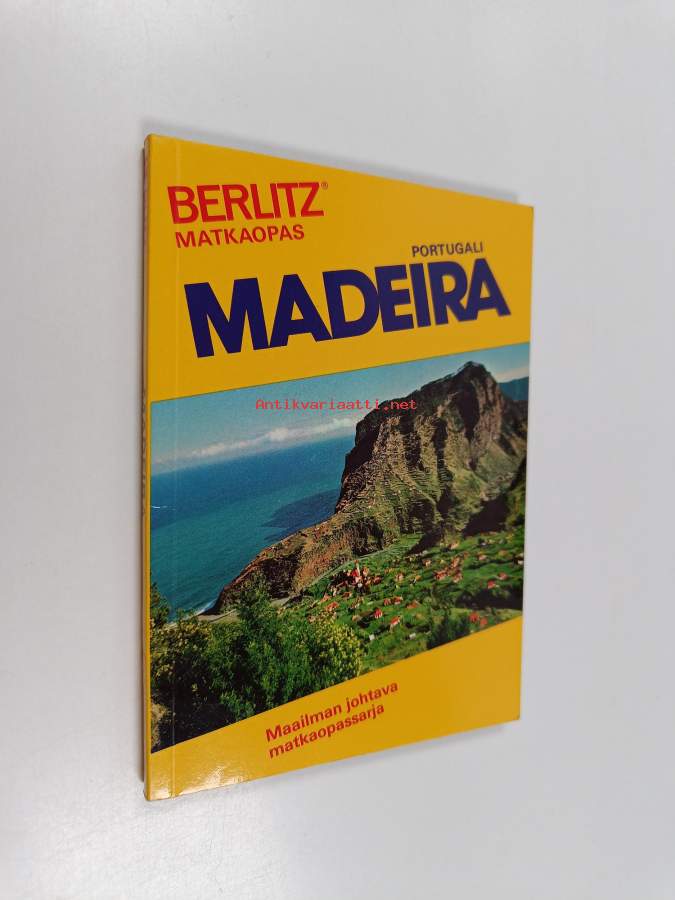 BERLITZ®
MATKAOPAS
PORTUGALI
MADEIRA
Antikvariaatti.net
Maailman johtava
matkaopassarja